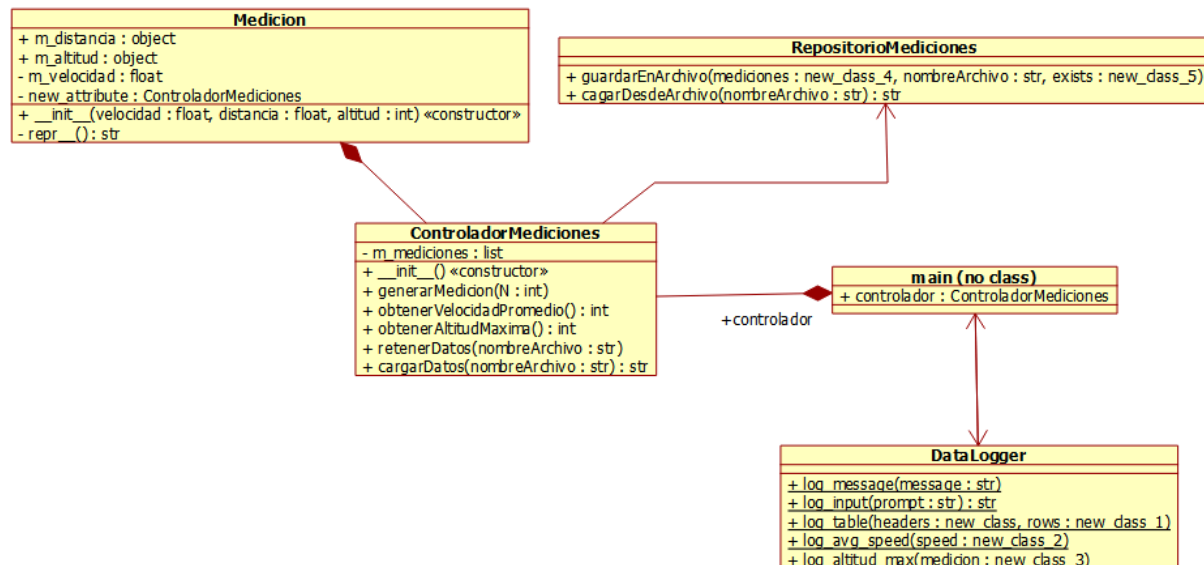 Medicion
+ m_distancia : object
+ m_altitud : object
- m_velocidad : float
- new_attribute : ControladorMediciones
+ __init__(velocidad : float, distancia : float, altitud : int) «constructor»
- repr__() : str
RepositorioMediciones
+ guardarEnArchivo(mediciones : new_class_4, nombreArchivo : str, exists : new_class_5)
+ cagarDesdeArchivo(nombreArchivo : str) : str
ControladorMediciones
- m_mediciones : list
+ __init__() «constructor»
+ generarMedicion(N : int)
+ obtenerVelocidadPromedio() : int
+ obtenerAltitudMaxima() : int
+ retenerDatos(nombreArchivo : str)
+ cargarDatos(nombreArchivo : str) : str
main (no class)
+ controlador : ControladorMediciones
+controlador
DataLogger
+ log_message(message : str)
+ log_input(prompt : str) : str
+ log_table(headers : new_class, rows : new_class_1)
+ log_avg_speed(speed : new_class_2)
+ log_altitud_max(medicion : new_class_3)